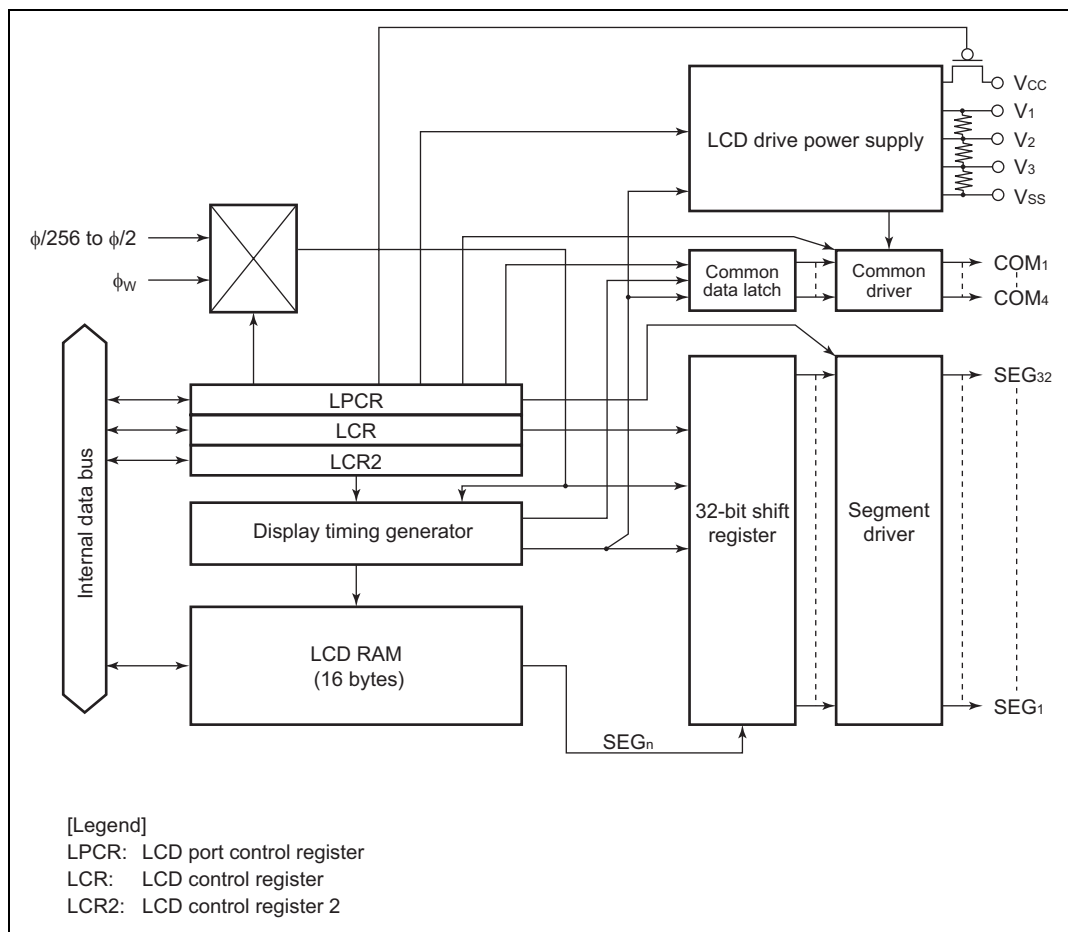 VCC
V1
LCD drive power supply
V2
V3
VSS
ϕ/256 to ϕ/2
ϕW
Common
data latch
Common
driver
COM1
COM4
Internal data bus
LPCR
LCR
LCR2
Display timing generator
LCD RAM
(16 bytes)
SEGn
32-bit shift
register
Segment
driver
SEG32
SEG1
[Legend]
LPCR: LCD port control register
LCR: LCD control register
LCR2: LCD control register 2